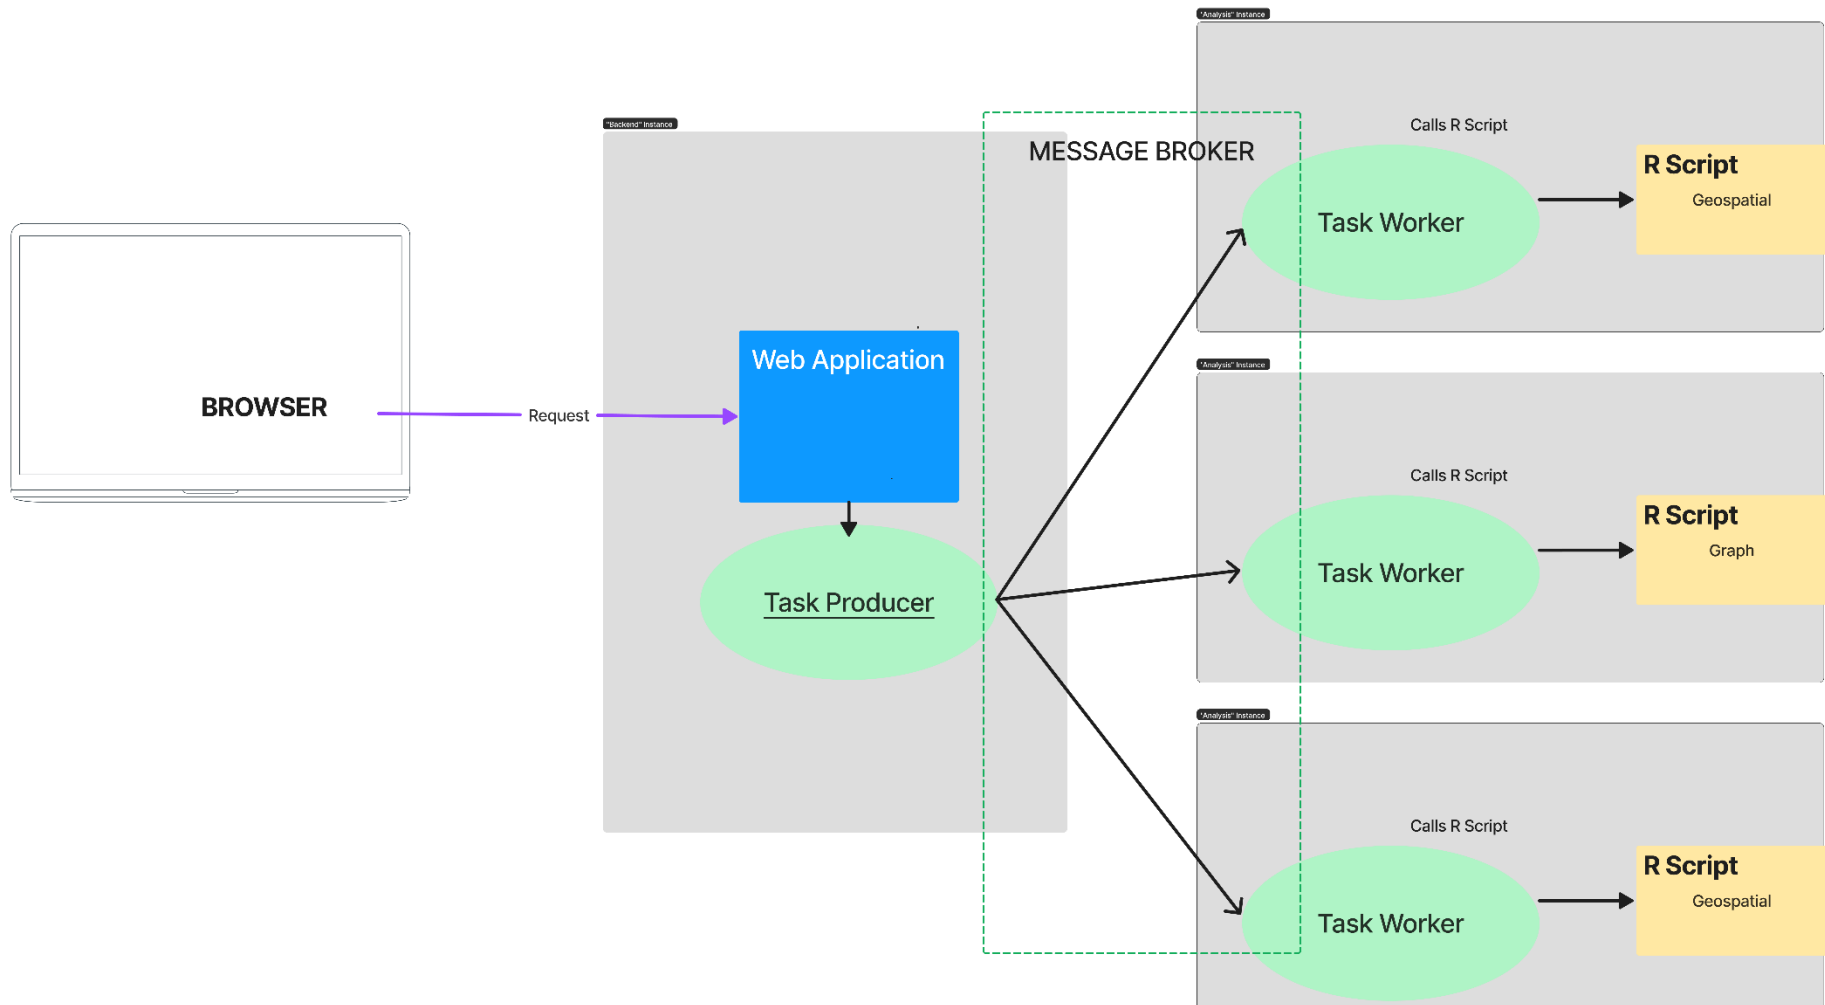 "Analysis" Instance
"Backend" Instance
MESSAGE BROKER
Calls R Script
Task Worker
R Script
Geospatial
BROWSER
Request
Web Application
Task Producer
"Analysis" Instance
Calls R Script
Task Worker
R Script
Graph
"Analysis" Instance
Calls R Script
Task Worker
R Script
Geospatial